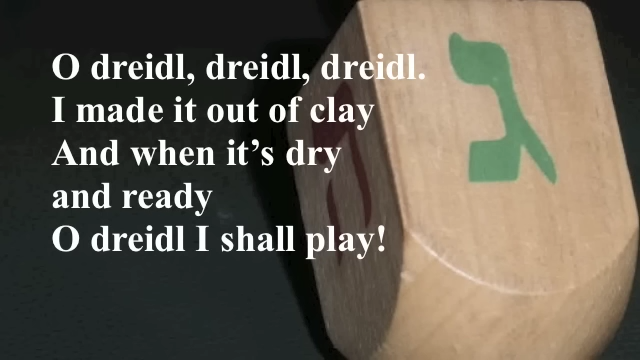 O dreidl, dreidl, dreidl.
I made it out of clay
And when it’s dry
and ready
O dreidl I shall play!
ג